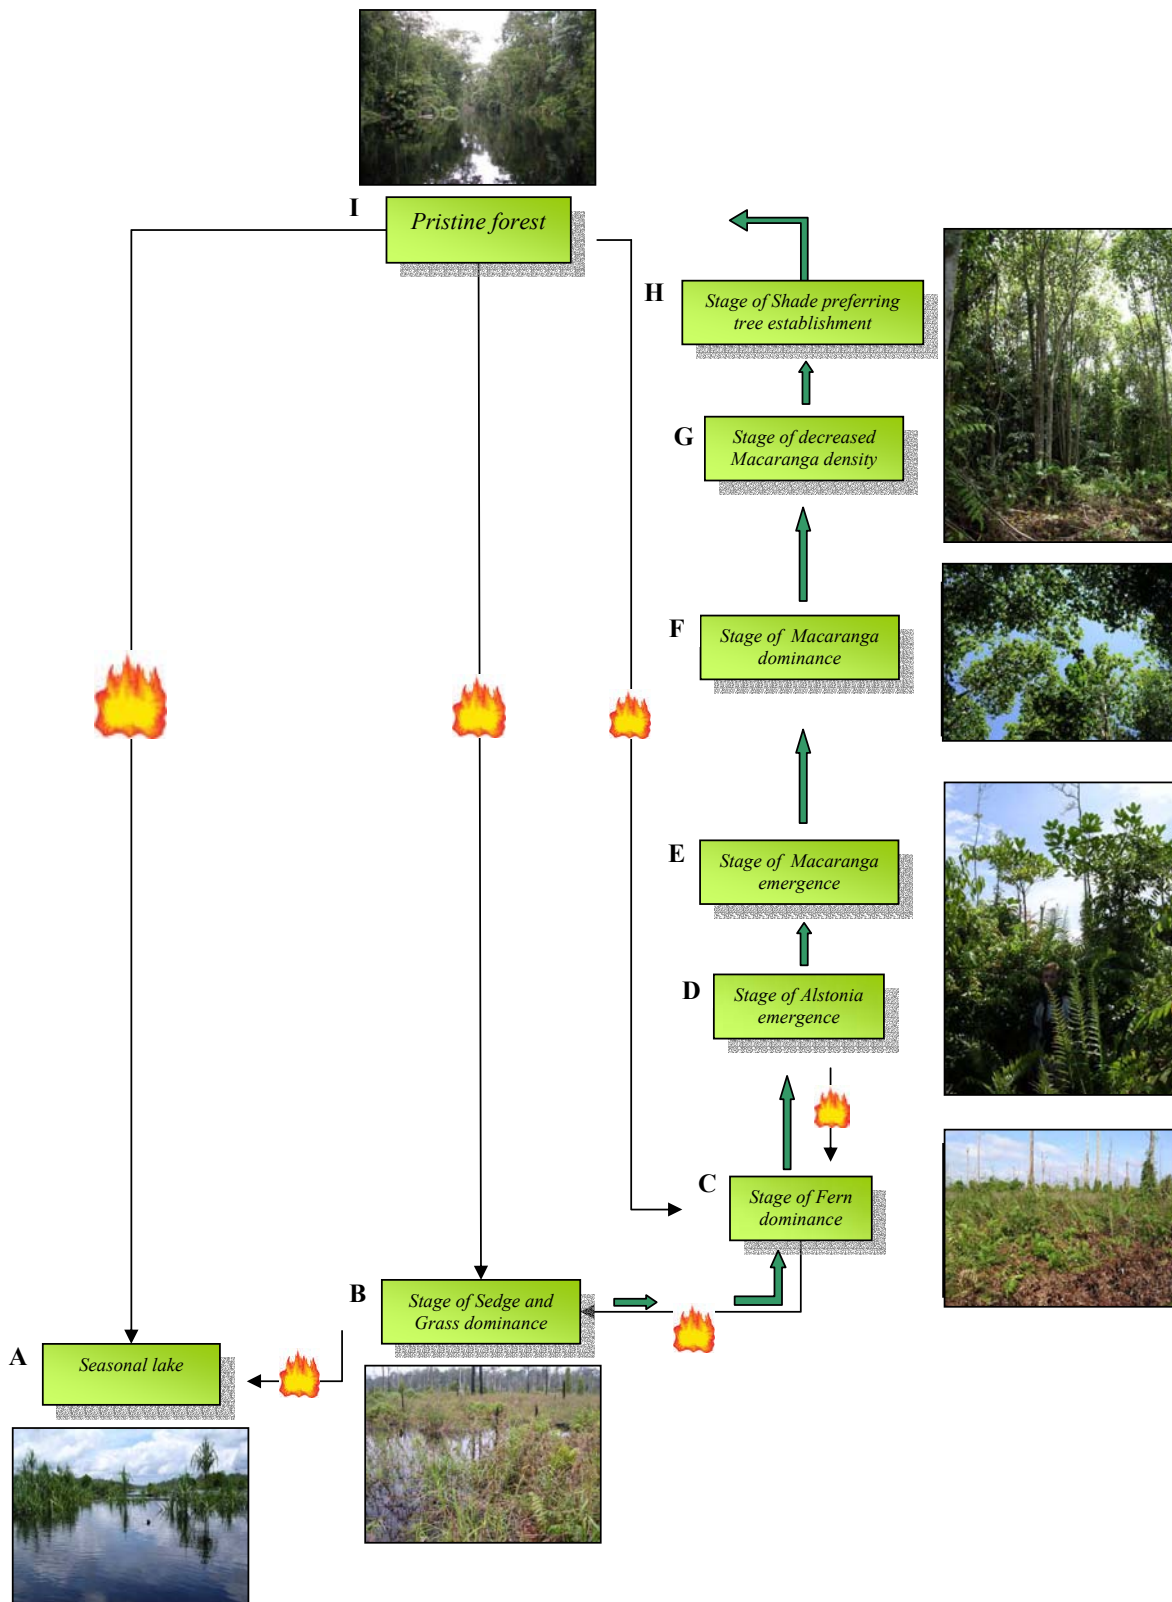 I
Pristine forest
H
Stage of Shade preferring
tree establishment
G
Stage of decreased
Macaranga density
F
Stage of Macaranga
dominance
E
Stage of Macaranga
emergence
D
Stage of Alstonia
emergence
C
Stage of Fern
dominance
B
Stage of Sedge and
Grass dominance
A
Seasonal lake